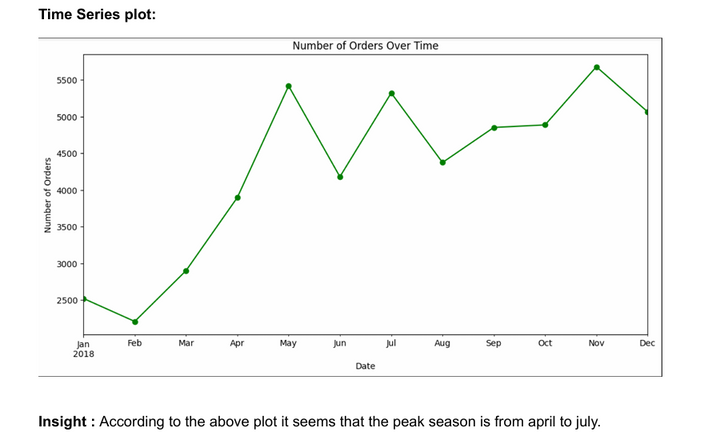 Time Series plot:
Number of Orders Over Time
5500
5000
4500
4000
3500
3000
2500
Number of Orders
Jan Feb Mar Apr May Jun Jul Aug Sep Oct Nov Dec
2018
Date
Insight : According to the above plot it seems that the peak season is from april to july.